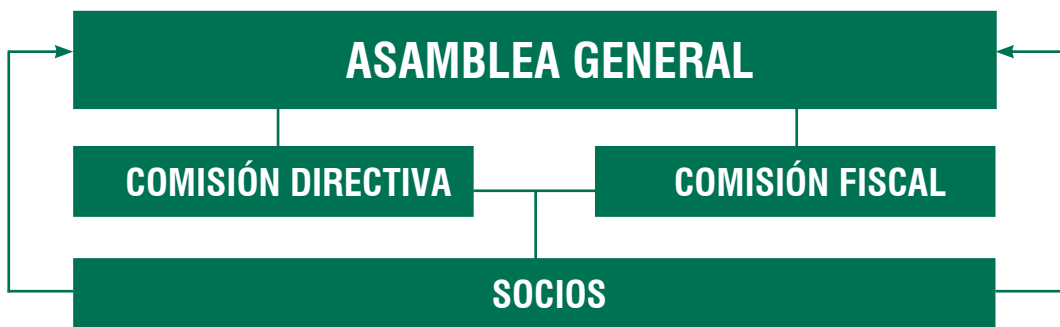 ASAMBLEA GENERAL
COMISIÓN DIRECTIVA
COMISIÓN FISCAL
SOCIOS